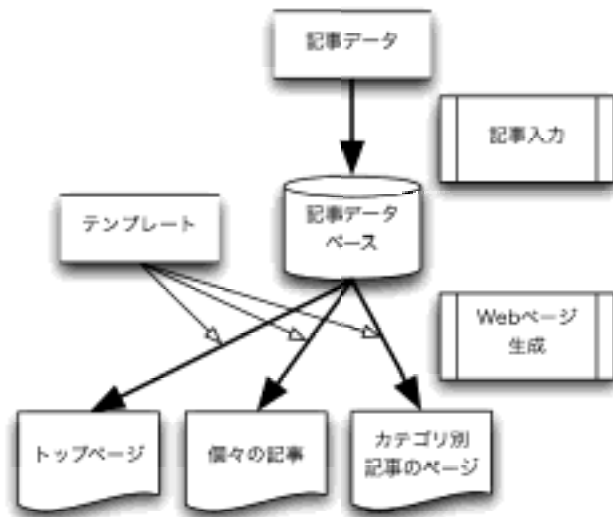 記事データ
記事入力
テンプレート
記事データ
ベース
Webページ
生成
トップページ
個々の記事
カテゴリ別
記事のページ